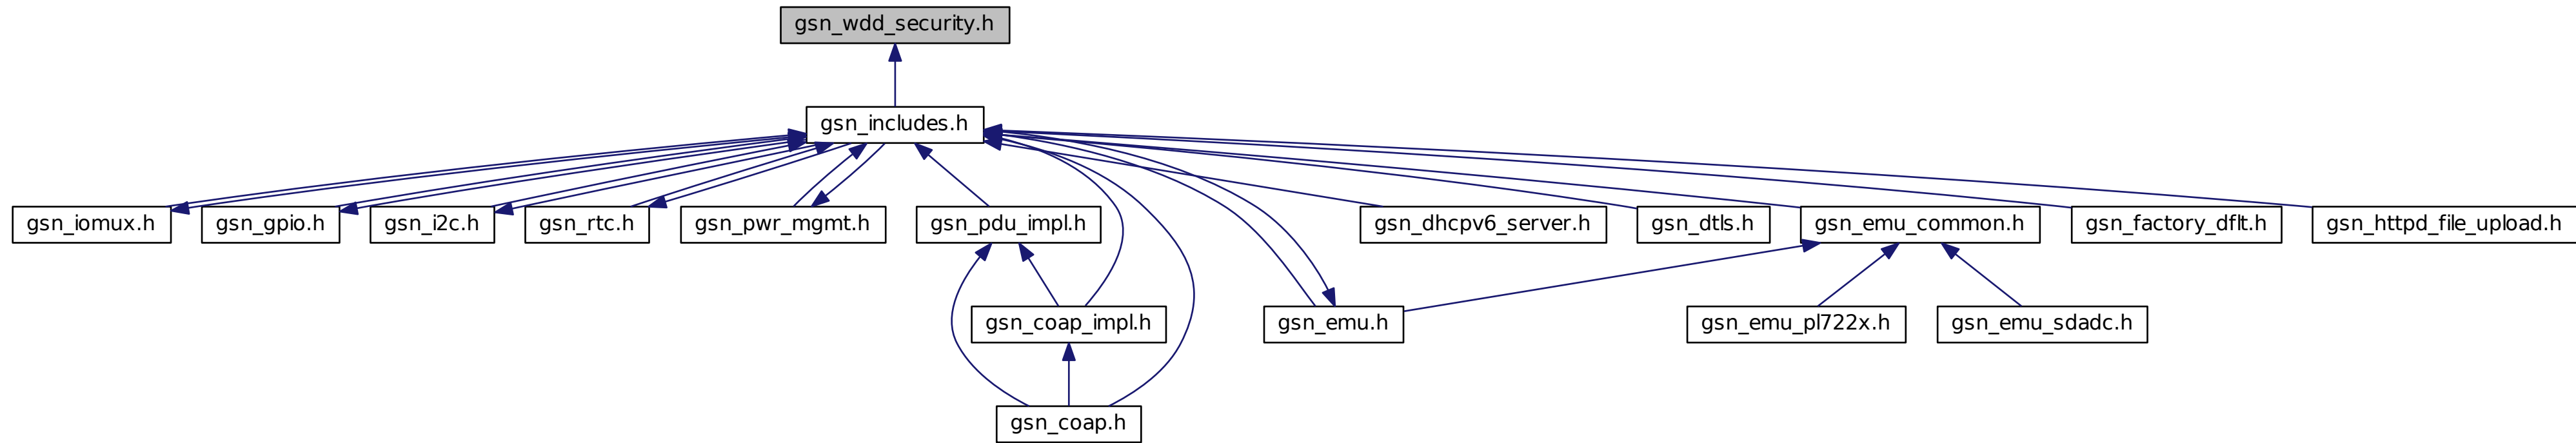 gsn_wdd_security.h
gsn_includes.h
gsn_iomux.h
gsn_gpio.h
gsn_i2c.h
gsn_rtc.h
gsn_pwr_mgmt.h
gsn_pdu_impl.h
gsn_dhcpv6_server.h
gsn_dtls.h
gsn_emu_common.h
gsn_factory_dflt.h
gsn_httpd_file_upload.h
gsn_coap_impl.h
gsn_emu.h
gsn_emu_pl722x.h
gsn_emu_sdadc.h
gsn_coap.h